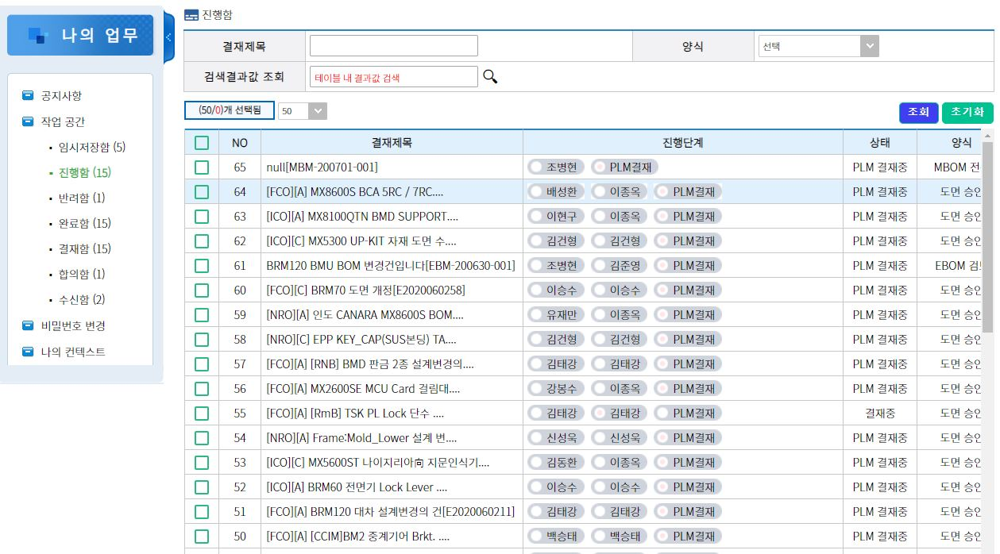 나의 업무
공지사항
작업 공간
임시저장함 (5)
진행함 (15)
반려함 (1)
완료함 (15)
결재함 (15)
합의함 (1)
수신함 (2)
비밀번호 변경
나의 컨텍스트
진행함
결재제목 양식 선택
검색결과값 조회 테이블 내 결과값 검색
(50/0)개 선택됨 50 조회 초기화
NO 결재제목 진행단계 상태 양식
65 null[MBM-200701-001] 조병현 PLM결재 PLM 결재중 MBOM 전
64 [FCO][A] MX8600S BCA 5RC / 7RC.... 배성환 이종옥 PLM결재 PLM 결재중 도면 승인
63 [ICO][A] MX8100QTN BMD SUPPORT.... 이현구 이종옥 PLM결재 PLM 결재중 도면 승인
62 [ICO][C] MX5300 UP-KIT 자재 도면 수.... 김건형 김건형 PLM결재 PLM 결재중 도면 승인
61 BRM120 BMU BOM 변경건입니다[EBM-200630-001] 조병현 김준영 PLM결재 PLM 결재중 EBOM 검토
60 [FCO][C] BRM70 도면 개정[E2020060258] 이승수 이승수 PLM결재 PLM 결재중 도면 승인
59 [NRO][A] 인도 CANARA MX8600S BOM.... 유재만 이종옥 PLM결재 PLM 결재중 도면 승인
58 [NRO][C] EPP KEY_CAP(SUS본딩) TA.... 김건형 김건형 PLM결재 PLM 결재중 도면 승인
57 [FCO][A] [RNB] BMD 판금 2종 설계변경의.... 김태강 김태강 PLM결재 PLM 결재중 도면 승인
56 [FCO][A] MX2600SE MCU Card 걸림대.... 강봉수 이종옥 PLM결재 PLM 결재중 도면 승인
55 [FCO][A] [RmB] TSK PL Lock 단수 .... 김태강 김태강 PLM결재 결재중 도면 승인
54 [NRO][A] Frame:Mold_Lower 설계 변.... 신성욱 신성욱 PLM결재 PLM 결재중 도면 승인
53 [ICO][C] MX5600ST 나이지리아向 지문인식기.... 김동환 이종옥 PLM결재 PLM 결재중 도면 승인
52 [ICO][A] BRM60 전면기 Lock Lever .... 이승수 이승수 PLM결재 PLM 결재중 도면 승인
51 [FCO][A] BRM120 대차 설계변경의 건[E2020060211] 김태강 김태강 PLM결재 PLM 결재중 도면 승인
50 [FCO][A] [CCIM]BM2 중계기어 Brkt. .... 백승태 백승태 PLM결재 PLM 결재중 도면 승인